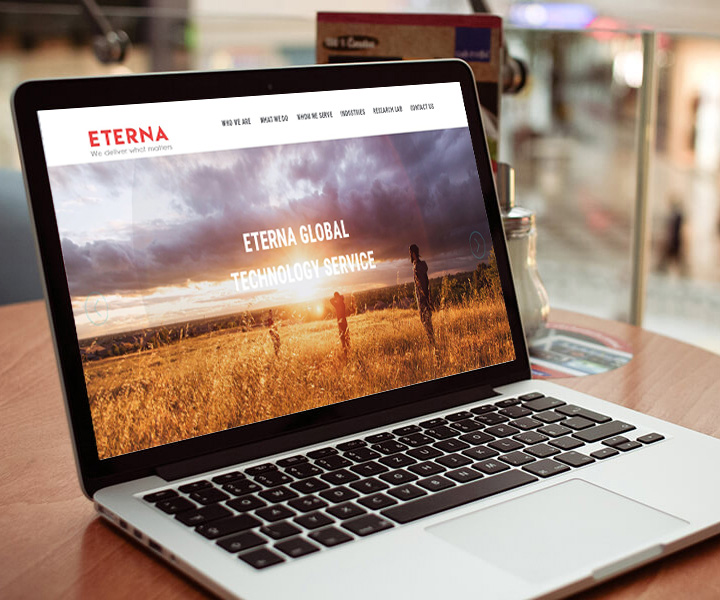 ETERNA
We deliver what matters
WHO WE ARE WHAT WE DO WHOM WE SERVE INDUSTRIES RESEARCH LAB CONTACT US
ETERNA GLOBAL
TECHNOLOGY SERVICE